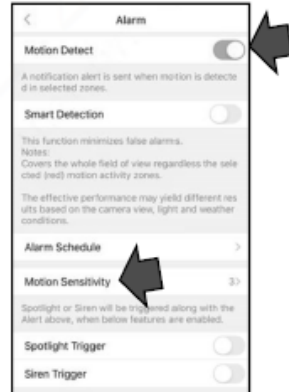 Alarm
Motion Detect
A notification alert is sent when motion is detecte
d in selected zones.
Smart Detection
This function minimizes false alarms.
Notes:
Covers the whole field of view regardless the sele
cted (red) motion activity zones.
The effective performance may yield different res
ults based on the camera view, light and weather
conditions.
Alarm Schedule
Motion Sensitivity 3
Spotlight or Siren will be triggered along with the
Alert above, when below features are enabled.
Spotlight Trigger
Siren Trigger